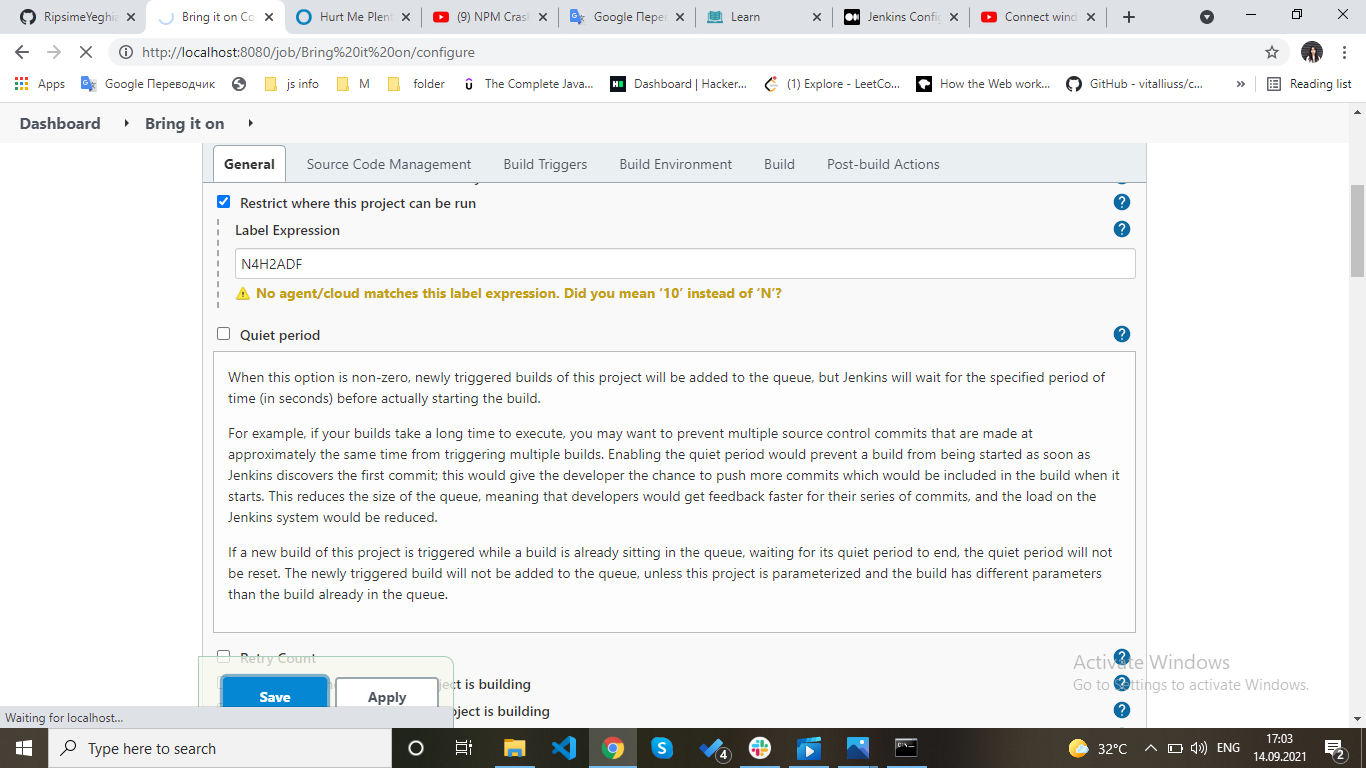 RipsimeYeghia
Bring it on Co
Hurt Me Plent
(9) NPM Cras
Google Пере
Learn
Jenkins Config
Connect wind
http://localhost:8080/job/Bring%20it%20on/configure
Apps
Google Переводчик
js info
M
folder
The Complete Java...
Dashboard | Hacker...
(1) Explore - LeetCo...
How the Web work...
GitHub - vitalliuss/c...
»
Reading list
Dashboard
Bring it on
General
Source Code Management
Build Triggers
Build Environment
Build
Post-build Actions
Restrict where this project can be run
Label Expression
N4H2ADF
No agent/cloud matches this label expression. Did you mean ‘10’ instead of ‘N’?
Quiet period
When this option is non-zero, newly triggered builds of this project will be added to the queue, but Jenkins will wait for the specified period of
time (in seconds) before actually starting the build.
For example, if your builds take a long time to execute, you may want to prevent multiple source control commits that are made at
approximately the same time from triggering multiple builds. Enabling the quiet period would prevent a build from being started as soon as
Jenkins discovers the first commit; this would give the developer the chance to push more commits which would be included in the build when it
starts. This reduces the size of the queue, meaning that developers would get feedback faster for their series of commits, and the load on the
Jenkins system would be reduced.
If a new build of this project is triggered while a build is already sitting in the queue, waiting for its quiet period to end, the quiet period will not
be reset. The newly triggered build will not be added to the queue, unless this project is parameterized and the build has different parameters
than the build already in the queue.
Retry Count
ject is building
oject is building
Save
Apply
Activate Windows
Go to Settings to activate Windows.
Waiting for localhost...
Type here to search
4
32°C
ENG
17:03
14.09.2021
2